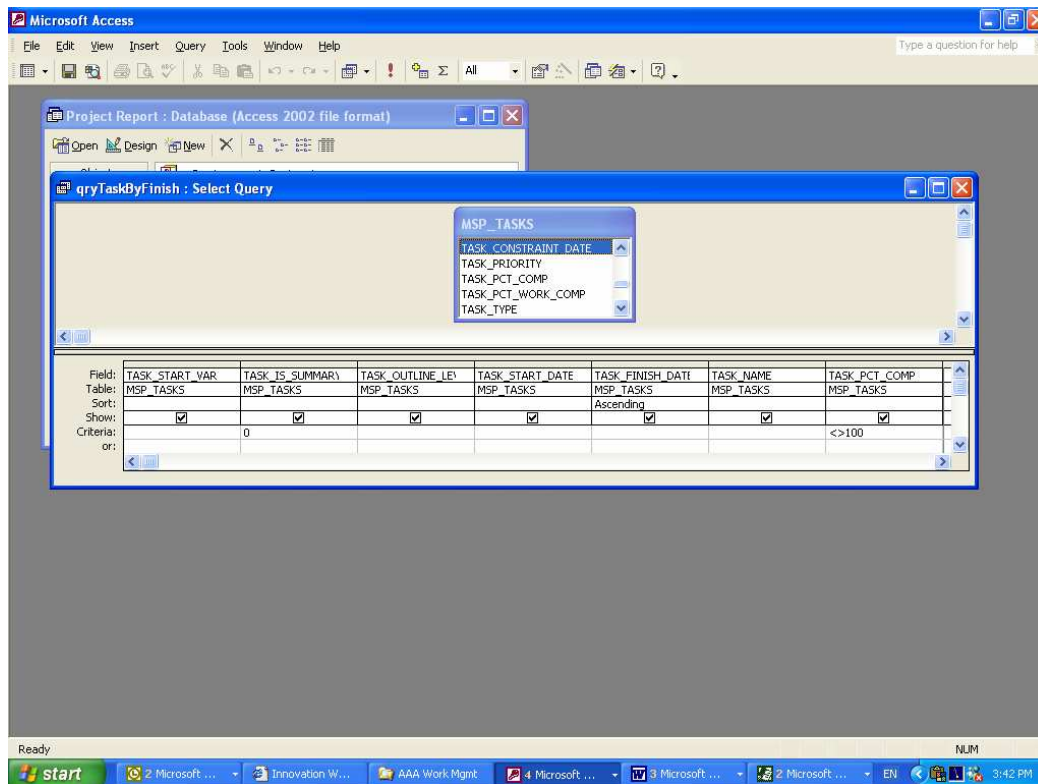 Microsoft Access
File Edit View Insert Query Tools Window Help Type a question for help
Σ All
Project Report : Database (Access 2002 file format)
Open Design New
qryTaskByFinish : Select Query
MSP_TASKS
TASK_CONSTRAINT_DATE
TASK_PRIORITY
TASK_PCT_COMP
TASK_PCT_WORK_COMP
TASK_TYPE
Field: TASK_START_VAR TASK_IS_SUMMARY TASK_OUTLINE_LEV TASK_START_DATE TASK_FINISH_DATE TASK_NAME TASK_PCT_COMP
Table: MSP_TASKS MSP_TASKS MSP_TASKS MSP_TASKS MSP_TASKS MSP_TASKS MSP_TASKS
Sort: Ascending
Show:
Criteria: 0 <>100
or:
Ready NUM
start 2 Microsoft ... Innovation W... AAA Work Mgmt 4 Microsoft ... 3 Microsoft ... 2 Microsoft ... EN 3:42 PM